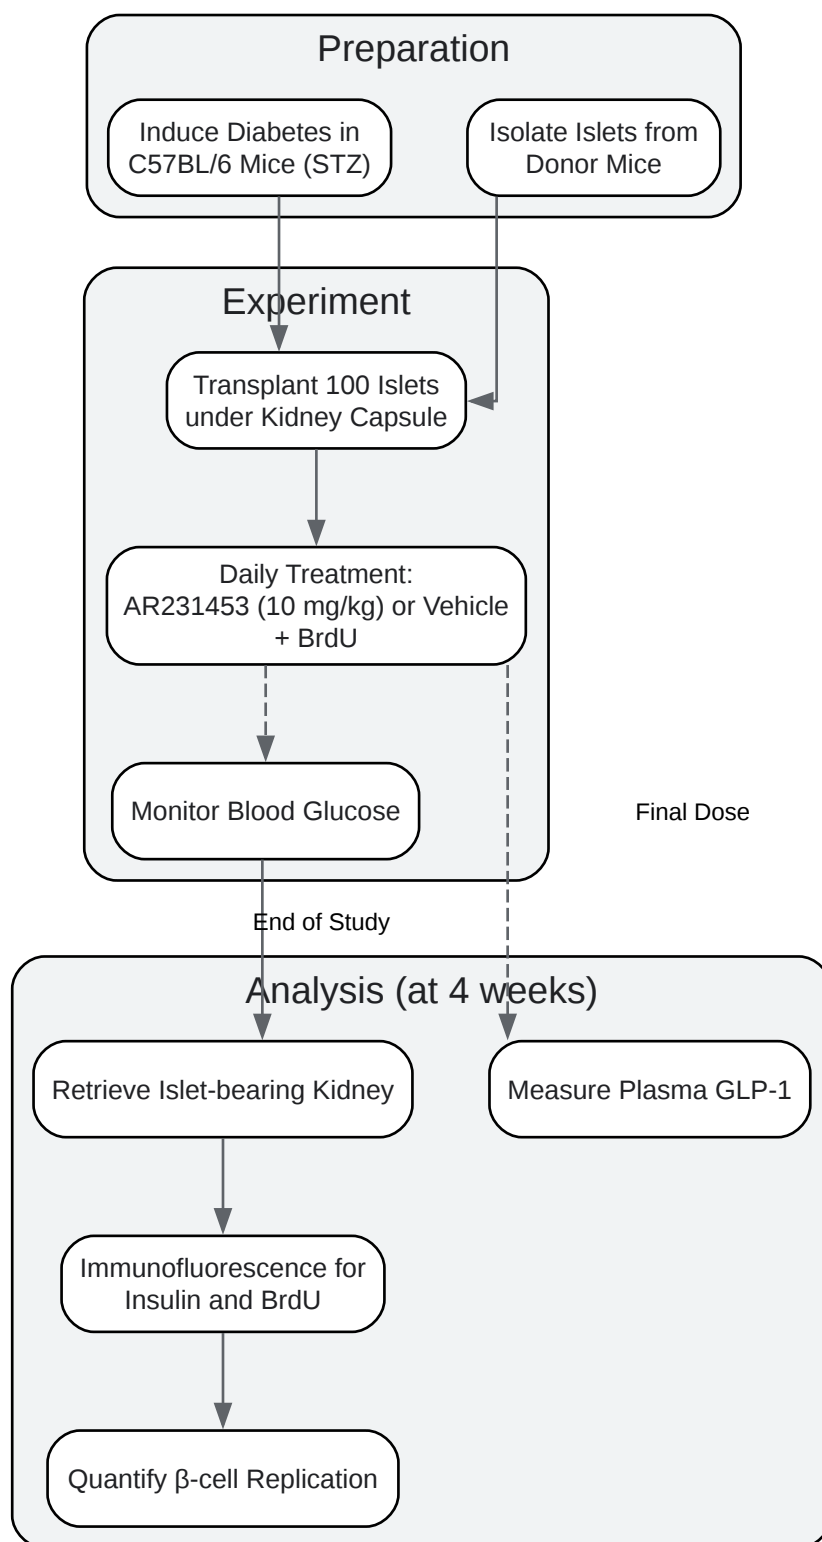 Preparation
Induce Diabetes in
C57BL/6 Mice (STZ)
Isolate Islets from
Donor Mice
Experiment
Transplant 100 Islets
under Kidney Capsule
Daily Treatment:
AR231453 (10 mg/kg) or Vehicle
+ BrdU
Monitor Blood Glucose
Final Dose
End of Study
Analysis (at 4 weeks)
Retrieve Islet-bearing Kidney
Measure Plasma GLP-1
Immunofluorescence for
Insulin and BrdU
Quantify β-cell Replication